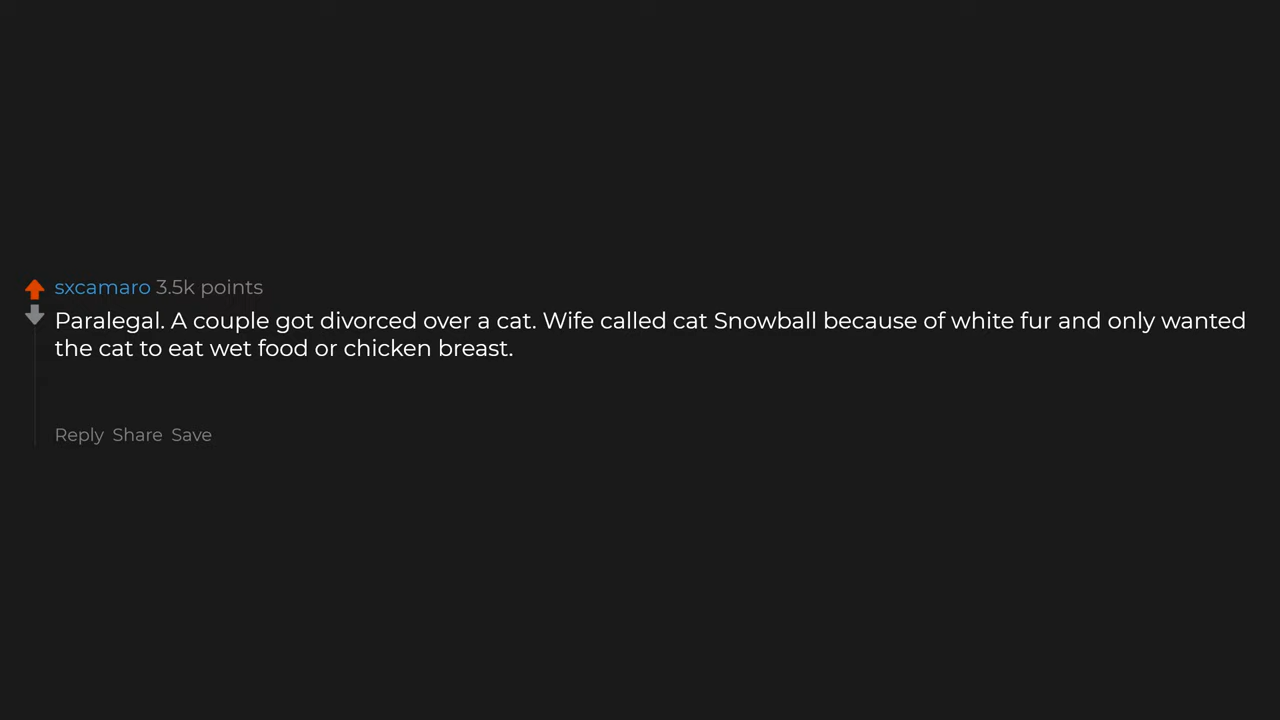 sxcamaro 3.5k points
Paralegal. A couple got divorced over a cat. Wife called cat Snowball because of white fur and only wanted
the cat to eat wet food or chicken breast.
Reply Share Save